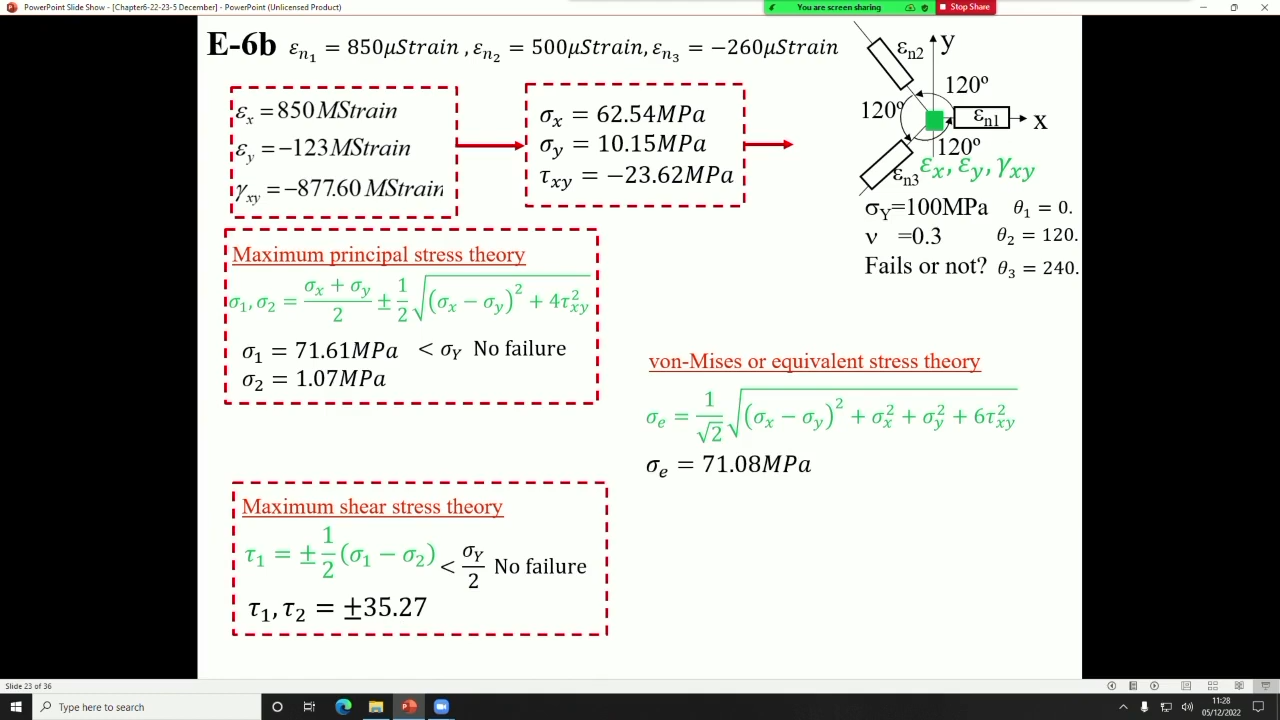 PowerPoint Slide Show - [Chapter6-22-23-5 December] - PowerPoint (Unlicensed Product)
You are screen sharing
Stop Share
E-6b εn1 = 850μStrain , εn2 = 500μStrain, εn3 = −260μStrain
εx = 850 MStrain
εy = −123 MStrain
γxy = −877.60 MStrain
σx = 62.54MPa
σy = 10.15MPa
τxy = −23.62MPa
εn2
y
120º
120º
εn1
x
120º
εn3
εx, εy, γxy
σY=100MPa θ1 = 0.
ν =0.3 θ2 = 120.
Fails or not? θ3 = 240.
Maximum principal stress theory
σ1, σ2 = (σx + σy)/2 ± 1/2 √((σx − σy)² + 4τ²xy)
σ1 = 71.61MPa < σY No failure
σ2 = 1.07MPa
von-Mises or equivalent stress theory
σe = 1/√2 √((σx − σy)² + σx² + σy² + 6τ²xy)
σe = 71.08MPa
Maximum shear stress theory
τ1 = ± 1/2 (σ1 − σ2) < σY/2 No failure
τ1, τ2 = ±35.27
Slide 23 of 36
Type here to search
11:28
05/12/2022